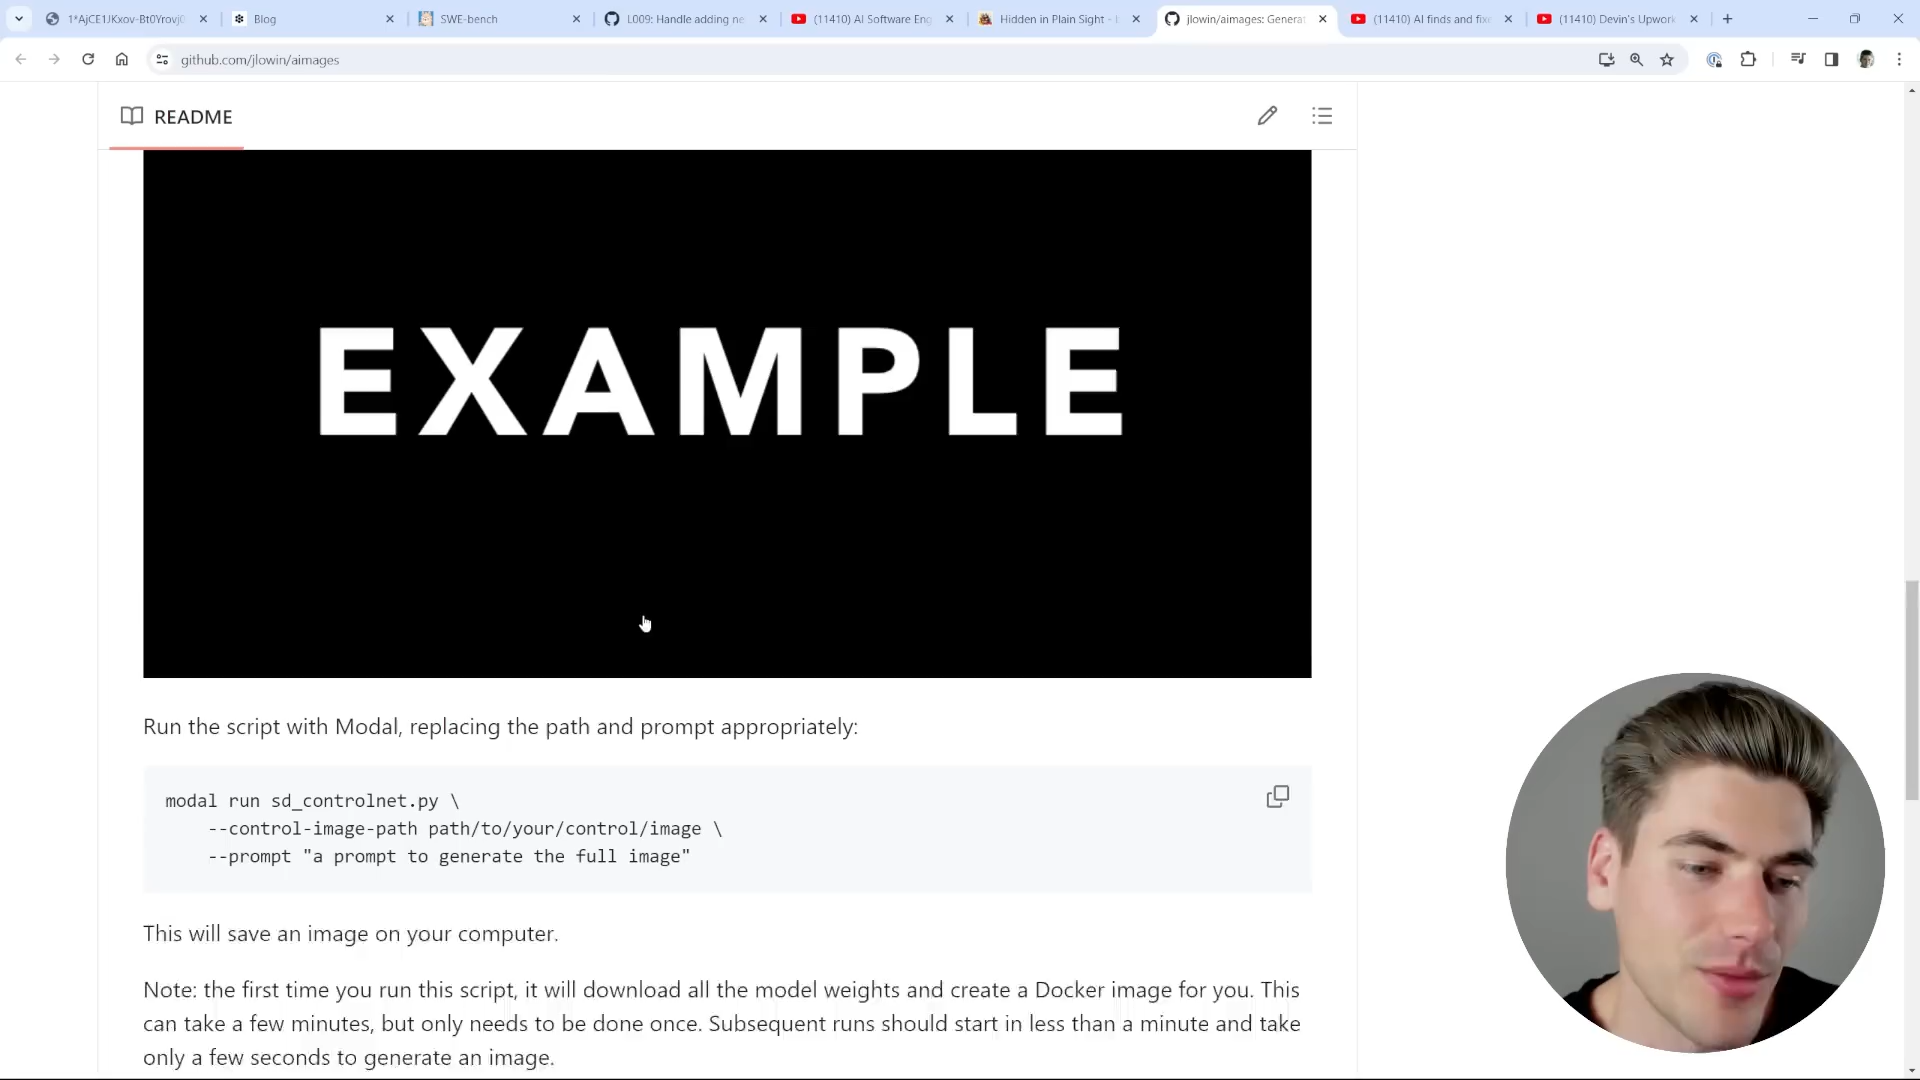 1*AjCE1JKxov-Bt0Yrovj0
Blog
SWE-bench
L009: Handle adding ne
(11410) AI Software Eng
Hidden in Plain Sight -
jlowin/aimages: Generat
(11410) AI finds and fixe
(11410) Devin's Upwork
github.com/jlowin/aimages
README
EXAMPLE
Run the script with Modal, replacing the path and prompt appropriately:
modal run sd_controlnet.py \
--control-image-path path/to/your/control/image \
--prompt "a prompt to generate the full image"
This will save an image on your computer.
Note: the first time you run this script, it will download all the model weights and create a Docker image for you. This
can take a few minutes, but only needs to be done once. Subsequent runs should start in less than a minute and take
only a few seconds to generate an image.